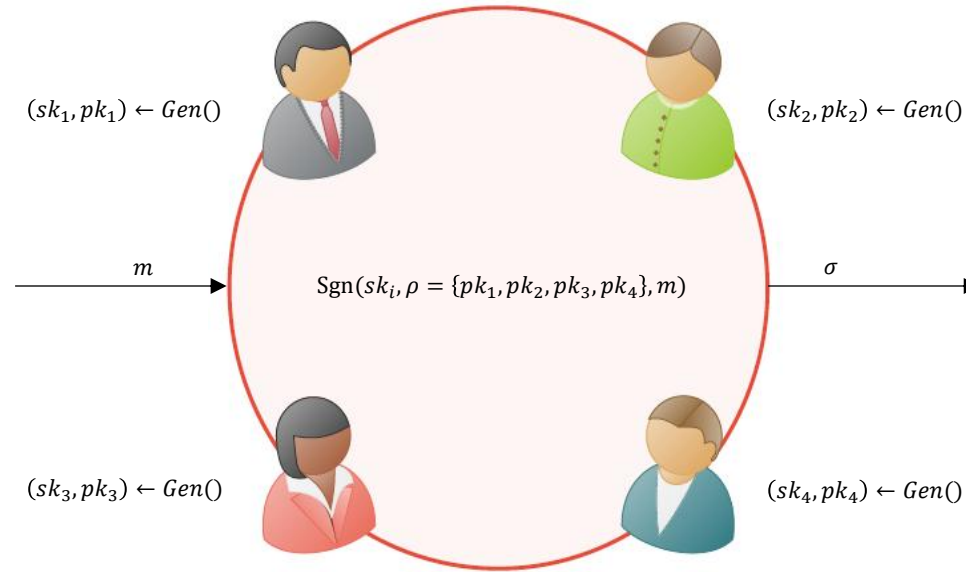 (sk₁, pk₁) ← Gen()
(sk₂, pk₂) ← Gen()
m
Sgn(skᵢ, ρ = {pk₁, pk₂, pk₃, pk₄}, m)
σ
(sk₃, pk₃) ← Gen()
(sk₄, pk₄) ← Gen()